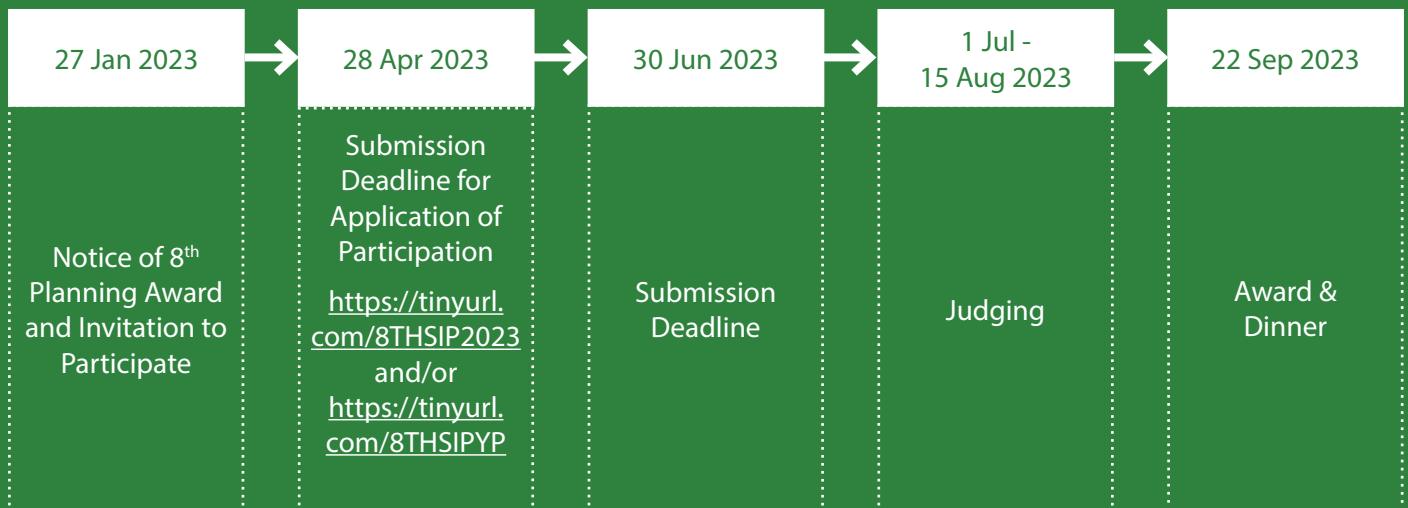 27 Jan 2023
28 Apr 2023
30 Jun 2023
1 Jul -
15 Aug 2023
22 Sep 2023
Notice of 8th
Planning Award
and Invitation to
Participate
Submission
Deadline for
Application of
Participation
https://tinyurl.
com/8THSIP2023
and/or
https://tinyurl.
com/8THSIPYP
Submission
Deadline
Judging
Award &
Dinner